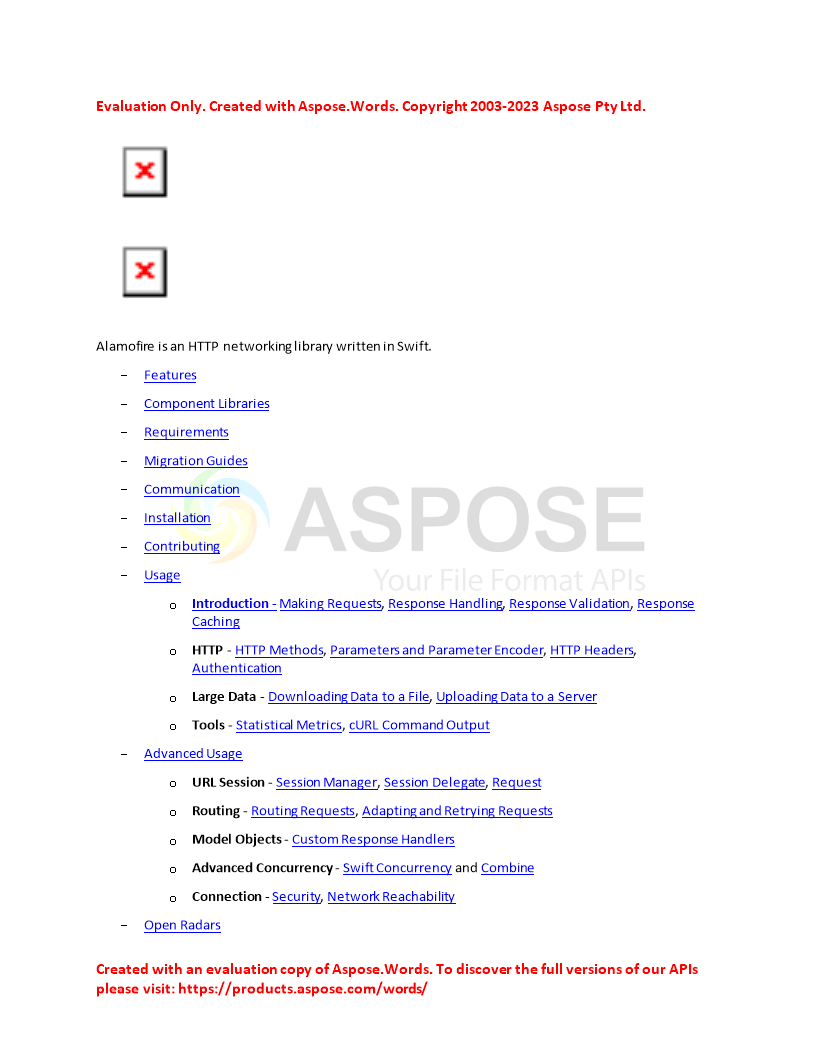 Evaluation Only. Created with Aspose.Words. Copyright 2003-2023 Aspose Pty Ltd.
Alamofire is an HTTP networking library written in Swift.
– Features
– Component Libraries
– Requirements
– Migration Guides
– Communication
– Installation
– Contributing
– Usage
ASPOSE
Your File Format APIs
o Introduction - Making Requests, Response Handling, Response Validation, Response
Caching
o HTTP - HTTP Methods, Parameters and Parameter Encoder, HTTP Headers,
Authentication
o Large Data - Downloading Data to a File, Uploading Data to a Server
o Tools - Statistical Metrics, cURL Command Output
– Advanced Usage
o URL Session - Session Manager, Session Delegate, Request
o Routing - Routing Requests, Adapting and Retrying Requests
o Model Objects - Custom Response Handlers
o Advanced Concurrency - Swift Concurrency and Combine
o Connection - Security, Network Reachability
– Open Radars
Created with an evaluation copy of Aspose.Words. To discover the full versions of our APIs
please visit: https://products.aspose.com/words/